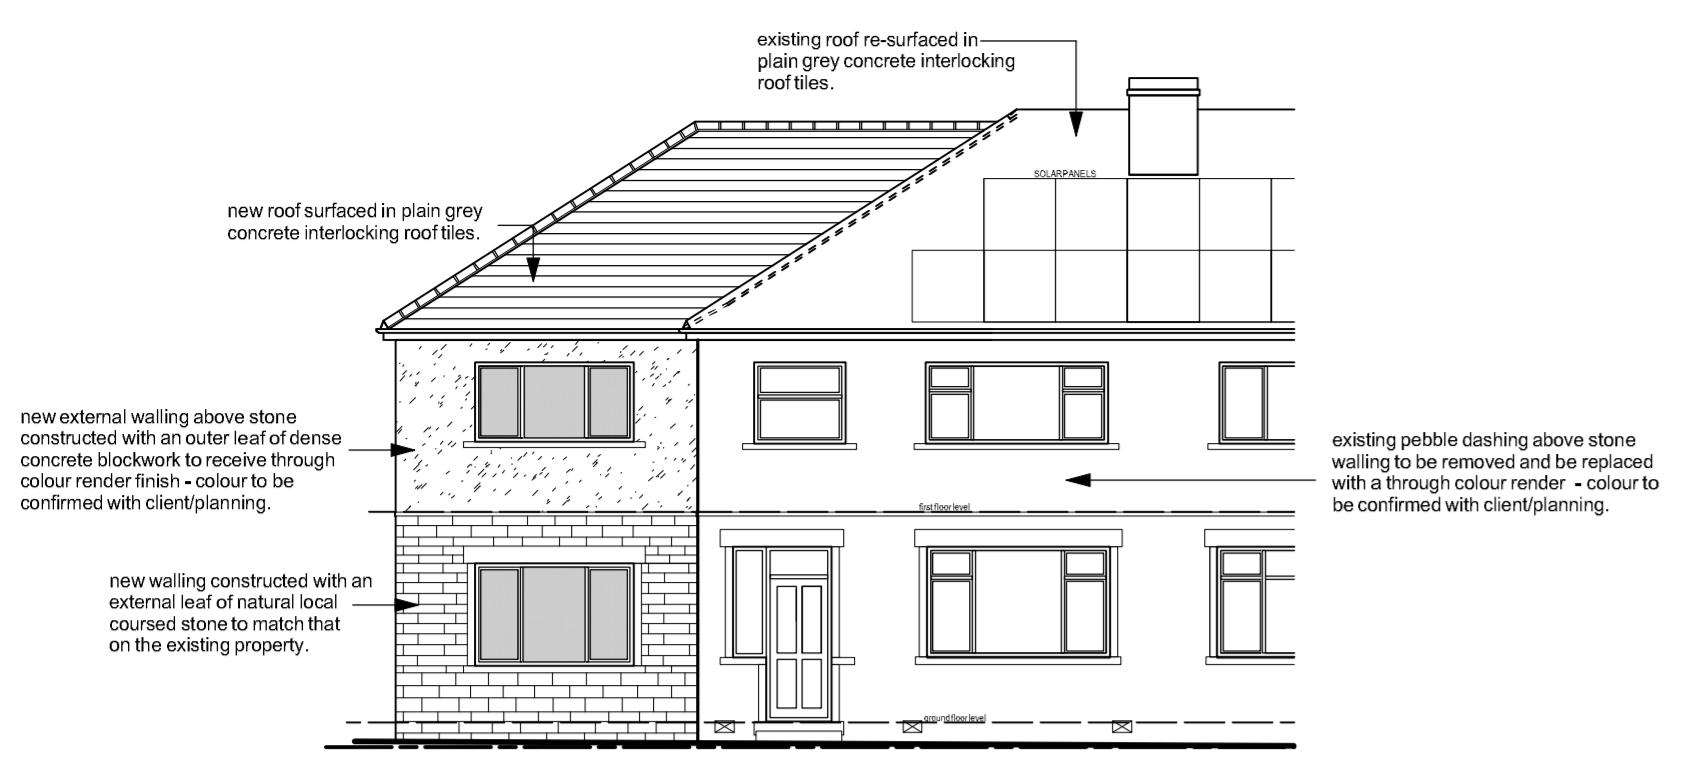 existing roof re-surfaced in
plain grey concrete interlocking
roof tiles.
SOLARPANELS
new roof surfaced in plain grey
concrete interlocking roof tiles.
new external walling above stone
constructed with an outer leaf of dense
concrete blockwork to receive through
colour render finish - colour to be
confirmed with client/planning.
existing pebble dashing above stone
walling to be removed and be replaced
with a through colour render - colour to
be confirmed with client/planning.
first floor level
new walling constructed with an
external leaf of natural local
coursed stone to match that
on the existing property.
ground floor level